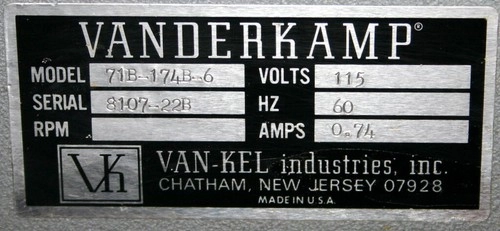 VANDERKAMP®
MODEL 71B-174B-6 VOLTS 115
SERIAL 8107-22B HZ 60
RPM AMPS 0.74
VK VAN-KEL industries, inc.
CHATHAM, NEW JERSEY 07928
MADE IN U.S.A.